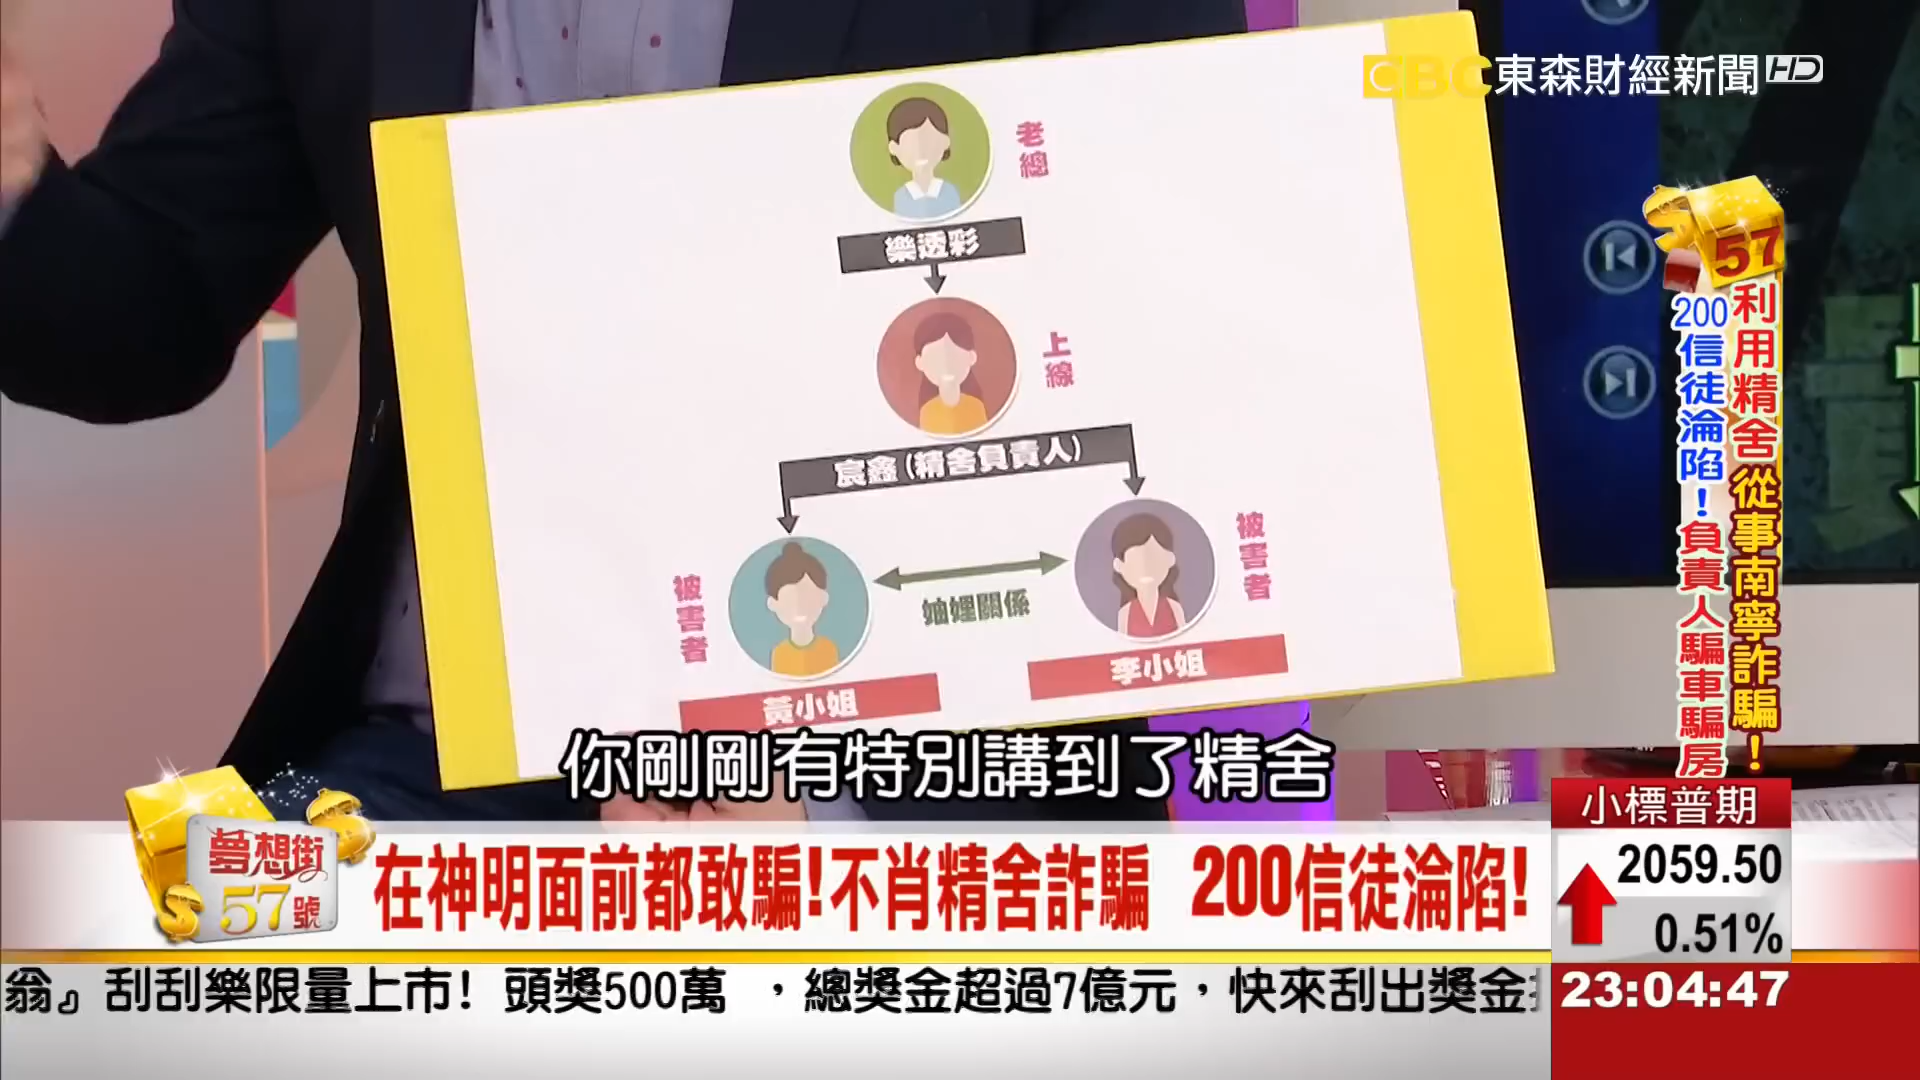 CBC東森財經新聞HD
老總
樂透彩
上線
宸鑫(精舍負責人)
被害者
妯娌關係
被害者
黃小姐
李小姐
57
利用精舍從事南寧詐騙!
200信徒淪陷!負責人騙車騙房
你剛剛有特別講到了精舍
夢想街
57號
在神明面前都敢騙!不肖精舍詐騙 200信徒淪陷!
小標普期
2059.50
0.51%
翁』刮刮樂限量上市! 頭獎500萬 ,總獎金超過7億元,快來刮出獎金
23:04:47